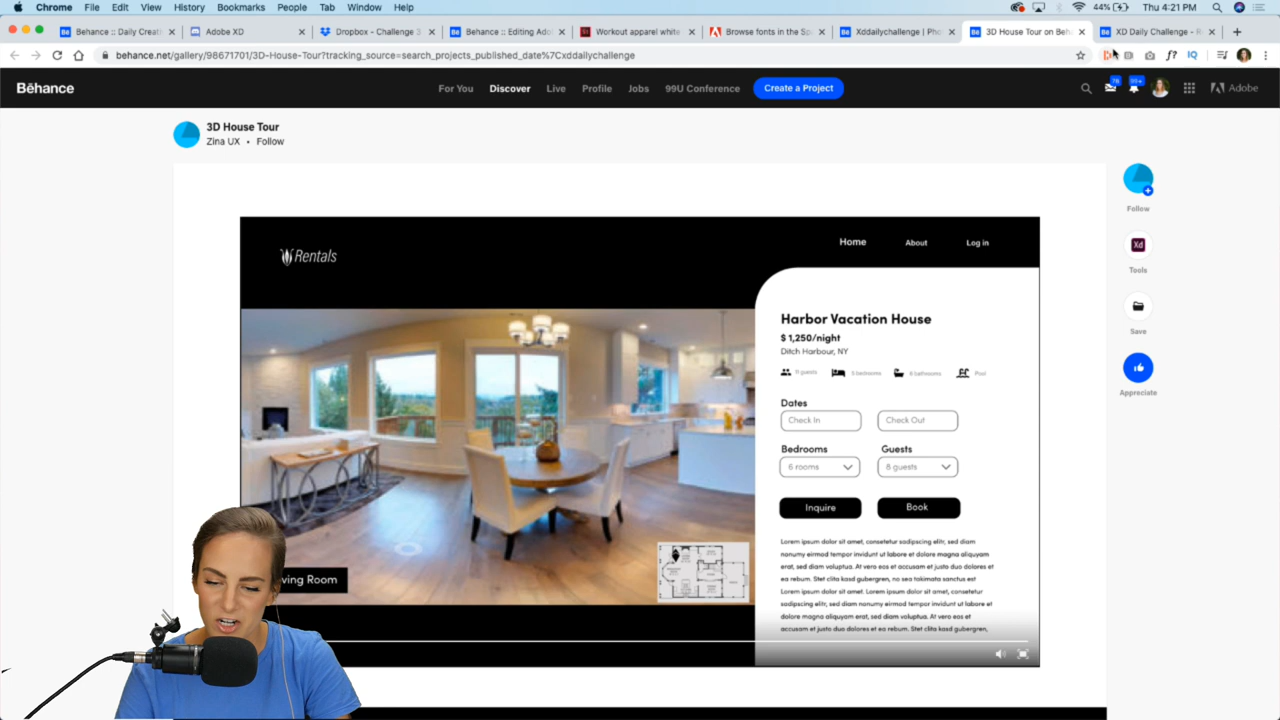 Chrome File Edit View History Bookmarks People Tab Window Help 44% Thu 4:21 PM
Behance :: Daily Creati Adobe XD Dropbox - Challenge 3 Behance :: Editing Adol Workout apparel white Browse fonts in the Spo Xddailychallenge | Pho 3D House Tour on Beh XD Daily Challenge - R
behance.net/gallery/98671701/3D-House-Tour?tracking_source=search_projects_published_date%7Cxddailychallenge
Bēhance For You Discover Live Profile Jobs 99U Conference Create a Project 78 99+ Adobe
3D House Tour
Zina UX • Follow
Follow
Xd
Tools
Save
Appreciate
Rentals
Home About Log in
Harbor Vacation House
$ 1,250/night
Ditch Harbour, NY
11 guests bedrooms bathrooms Pool
Dates
Check In Check Out
Bedrooms Guests
6 rooms 8 guests
Inquire Book
Lorem ipsum dolor sit amet, consetetur sadipscing elitr, sed diam
nonumy eirmod tempor invidunt ut labore et dolore magna aliquyam
erat, sed diam voluptua. At vero eos et accusam et justo duo dolores et
ea rebum. Stet clita kasd gubergren, no sea takimata sanctus est
Lorem ipsum dolor sit amet. Lorem ipsum dolor sit amet, consetetur
sadipscing elitr, sed diam nonumy eirmod tempor invidunt ut labore et
dolore magna aliquyam erat, sed diam voluptua. At vero eos et
accusam et justo duo dolores et ea rebum. Stet clita kasd gubergren,
ving Room